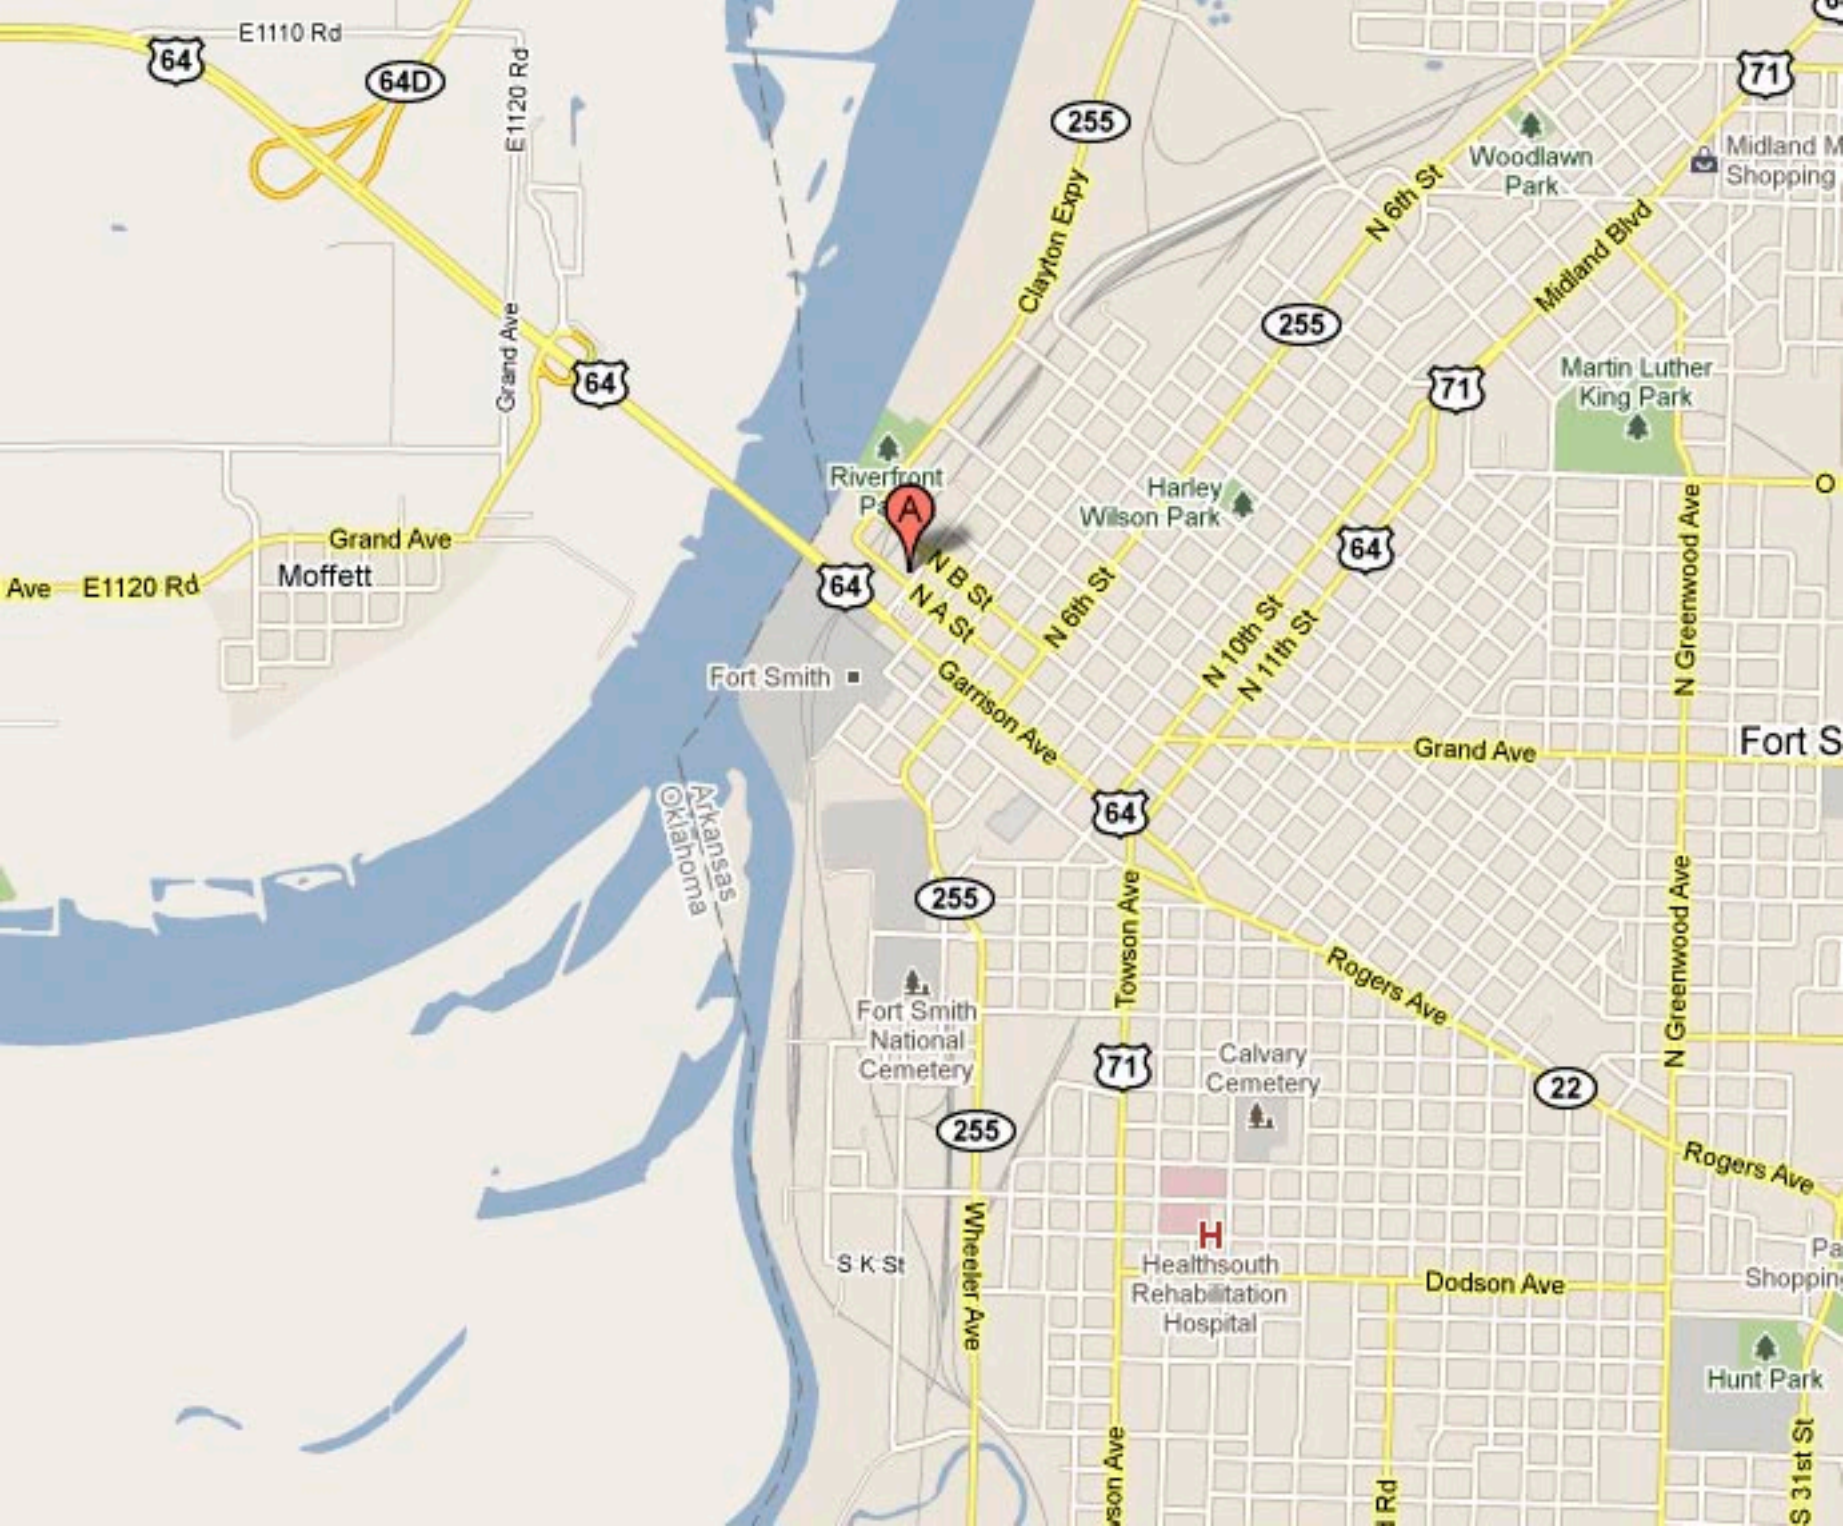 E1110 Rd
64
64D
E1120 Rd
255
71
Woodlawn
Park
Midland M
Shopping
N 6th St
Clayton Expy
Midland Blvd
255
Grand Ave
64
71
Martin Luther
King Park
Riverfront
Pa
A
Harley
Wilson Park
O
N Greenwood Ave
Grand Ave
Moffett
Ave
E1120 Rd
64
64
N B St
N A St
N 6th St
N 10th St
N 11th St
Fort Smith
Garrison Ave
Grand Ave
Fort S
64
Arkansas
Oklahoma
255
Towson Ave
Rogers Ave
N Greenwood Ave
Fort Smith
National
Cemetery
71
Calvary
Cemetery
22
255
Rogers Ave
Wheeler Ave
S K St
H
Healthsouth
Rehabilitation
Hospital
Dodson Ave
Pa
Shopping
Hunt Park
wson Ave
Rd
S 31st St